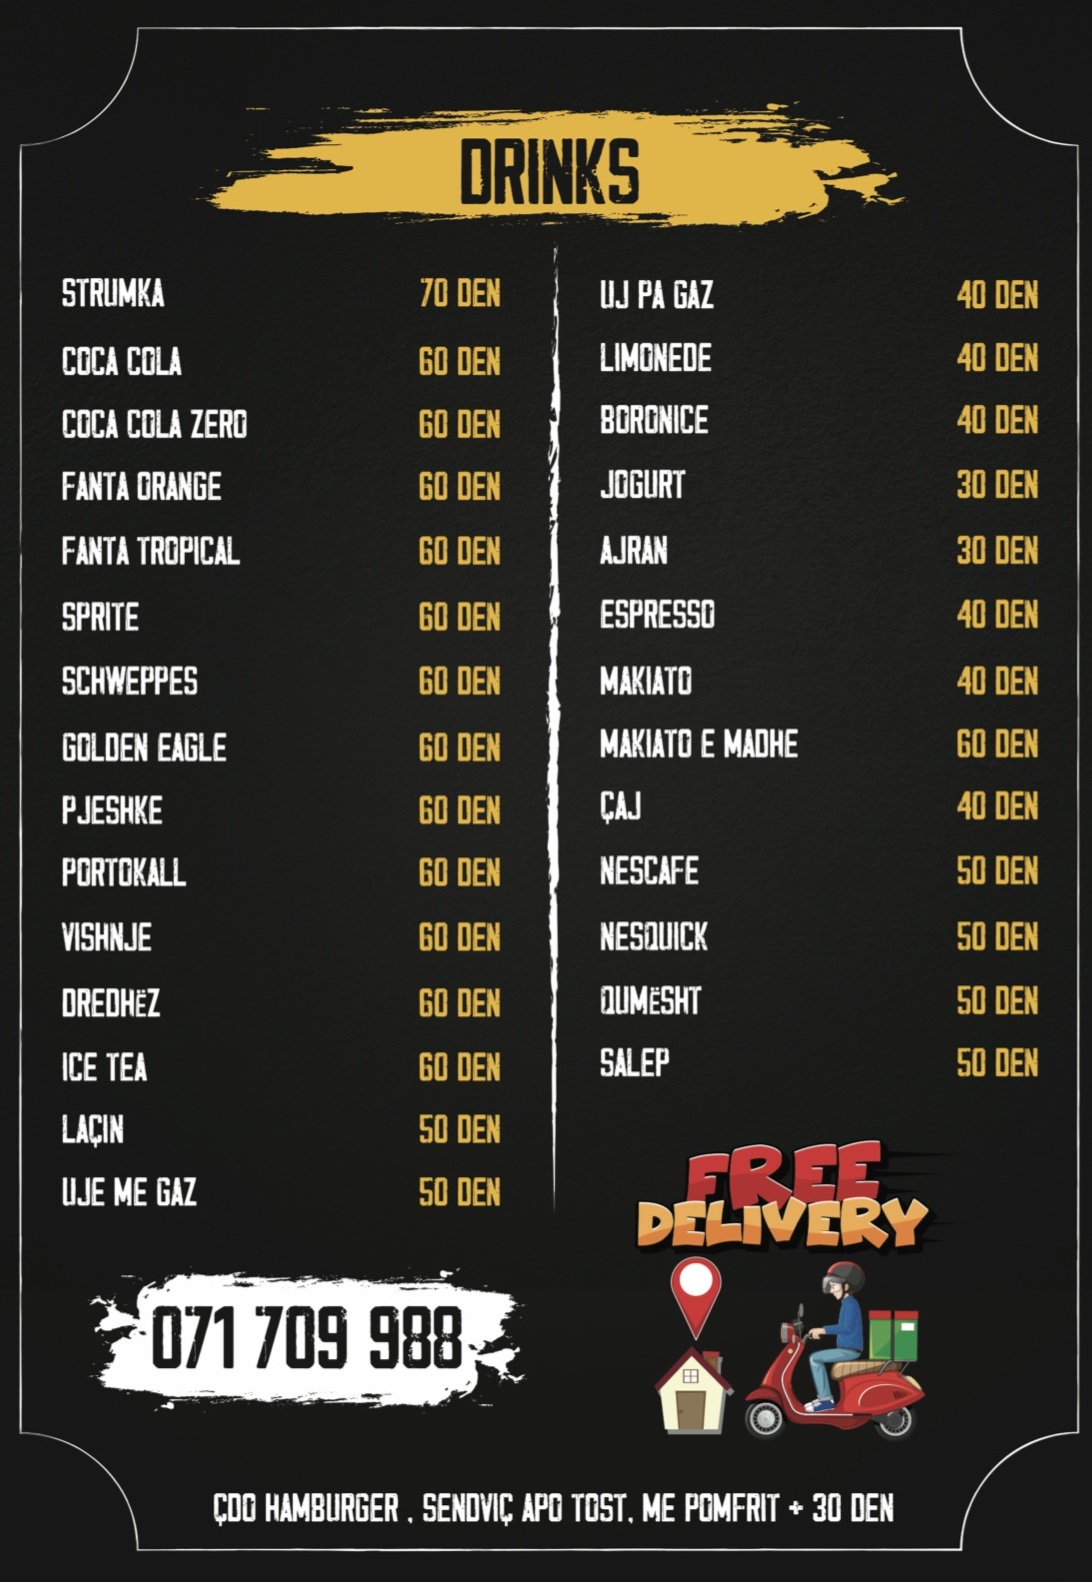 DRINKS
STRUMKA 70 DEN
COCA COLA 60 DEN
COCA COLA ZERO 60 DEN
FANTA ORANGE 60 DEN
FANTA TROPICAL 60 DEN
SPRITE 60 DEN
SCHWEPPES 60 DEN
GOLDEN EAGLE 60 DEN
PJESHKE 60 DEN
PORTOKALL 60 DEN
VISHNJE 60 DEN
DREDHËZ 60 DEN
ICE TEA 60 DEN
LAÇIN 50 DEN
UJE ME GAZ 50 DEN
UJ PA GAZ 40 DEN
LIMONEDE 40 DEN
BORONICE 40 DEN
JOGURT 30 DEN
AJRAN 30 DEN
ESPRESSO 40 DEN
MAKIATO 40 DEN
MAKIATO E MADHE 60 DEN
ÇAJ 40 DEN
NESCAFE 50 DEN
NESQUICK 50 DEN
QUMËSHT 50 DEN
SALEP 50 DEN
FREE
DELIVERY
071 709 988
ÇDO HAMBURGER , SENDVIÇ APO TOST, ME POMFRIT + 30 DEN